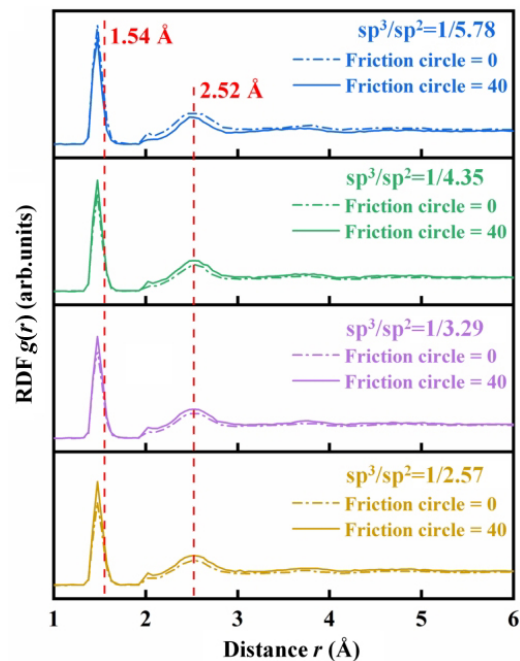 1.54 Å
2.52 Å
sp³/sp²=1/5.78
Friction circle = 0
Friction circle = 40
sp³/sp²=1/4.35
Friction circle = 0
Friction circle = 40
sp³/sp²=1/3.29
Friction circle = 0
Friction circle = 40
sp³/sp²=1/2.57
Friction circle = 0
Friction circle = 40
RDF g(r) (arb.units)
1 2 3 4 5 6
Distance r (Å)